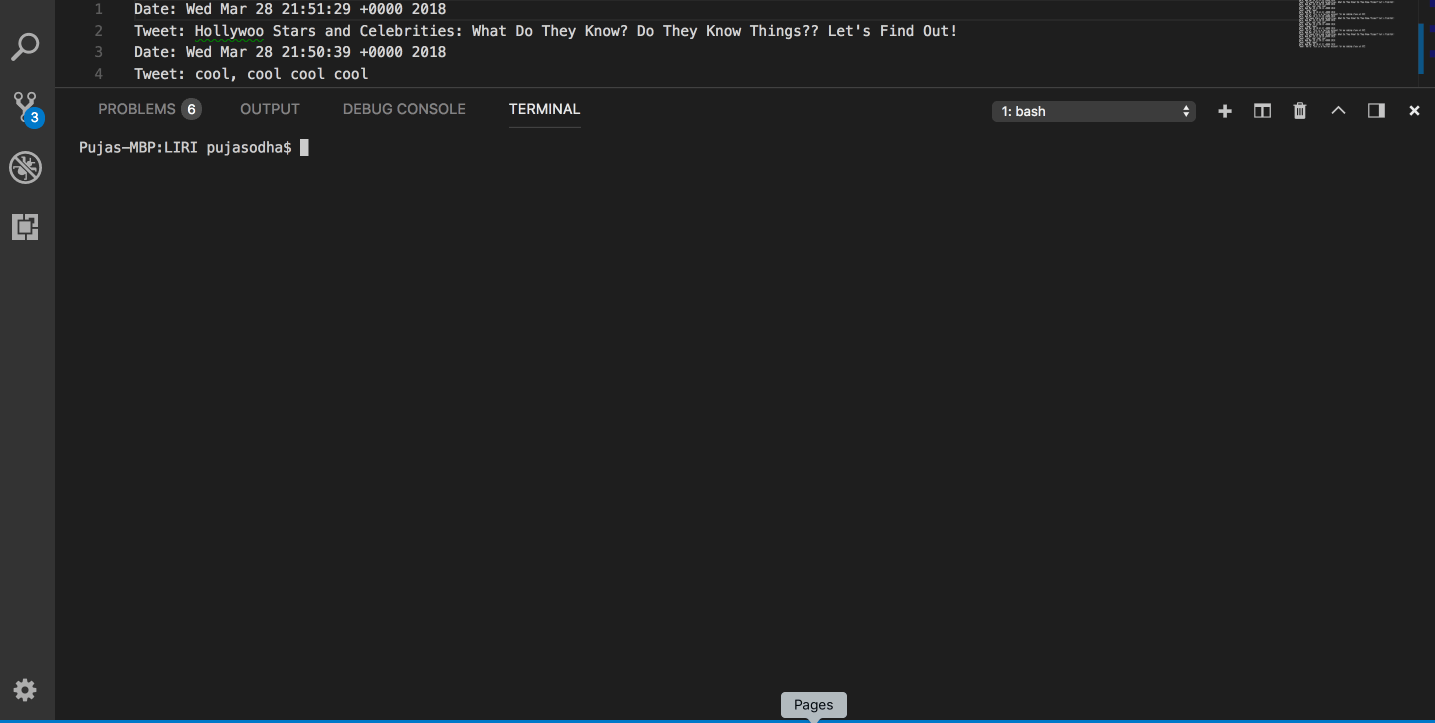 1 Date: Wed Mar 28 21:51:29 +0000 2018
2 Tweet: Hollywoo Stars and Celebrities: What Do They Know? Do They Know Things?? Let's Find Out!
3 Date: Wed Mar 28 21:50:39 +0000 2018
4 Tweet: cool, cool cool cool
3
PROBLEMS 6 OUTPUT DEBUG CONSOLE TERMINAL 1: bash
Pujas-MBP:LIRI pujasodha$
Pages